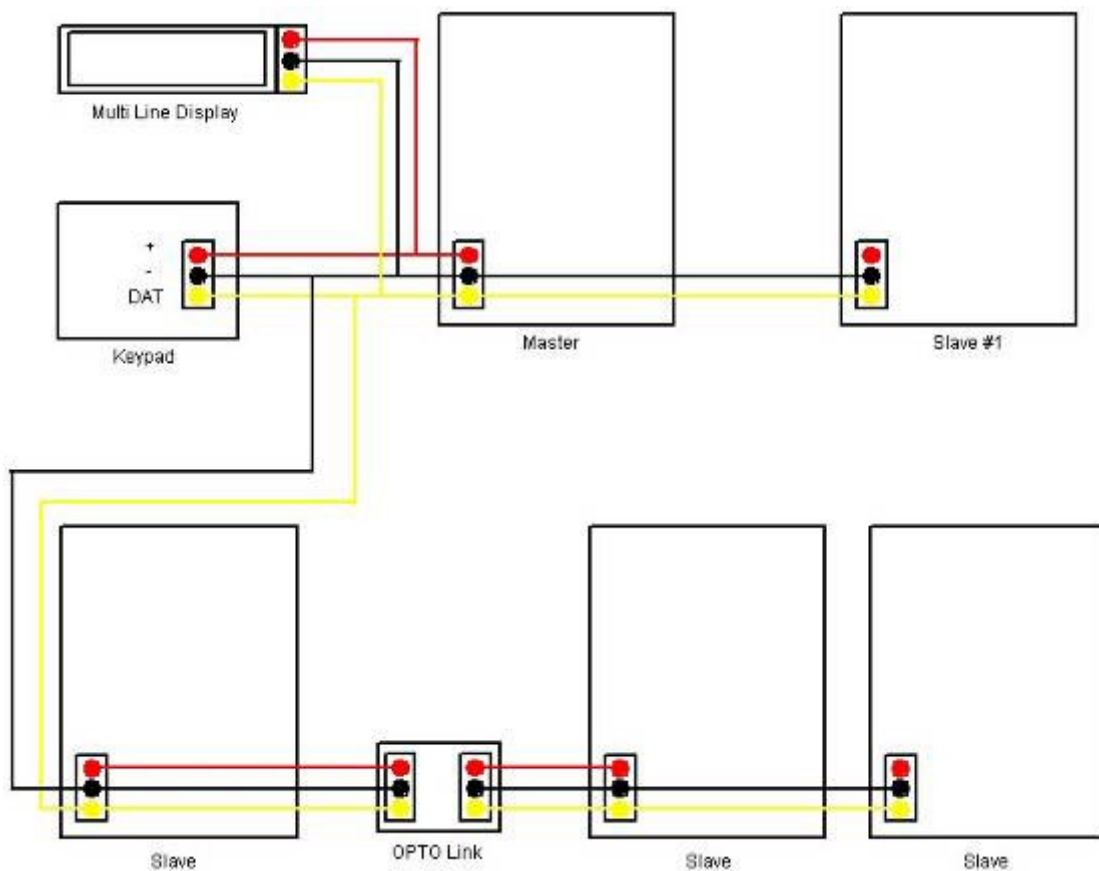 Multi Line Display
+
-
DAT
Keypad
Master
Slave #1
Slave
OPTO Link
Slave
Slave